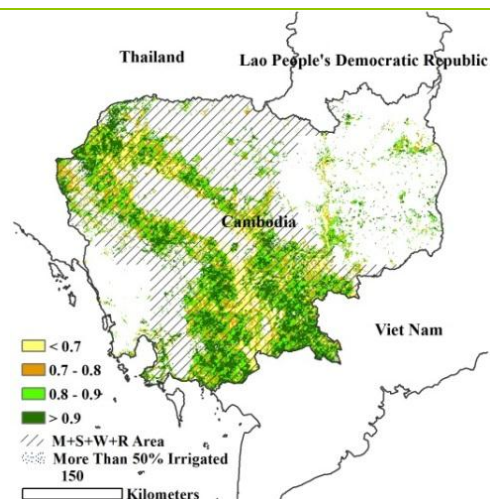 Thailand
Lao People's Democratic Republic
Cambodia
Viet Nam
< 0.7
0.7 - 0.8
0.8 - 0.9
> 0.9
M+S+W+R Area
More Than 50% Irrigated
150
Kilometers